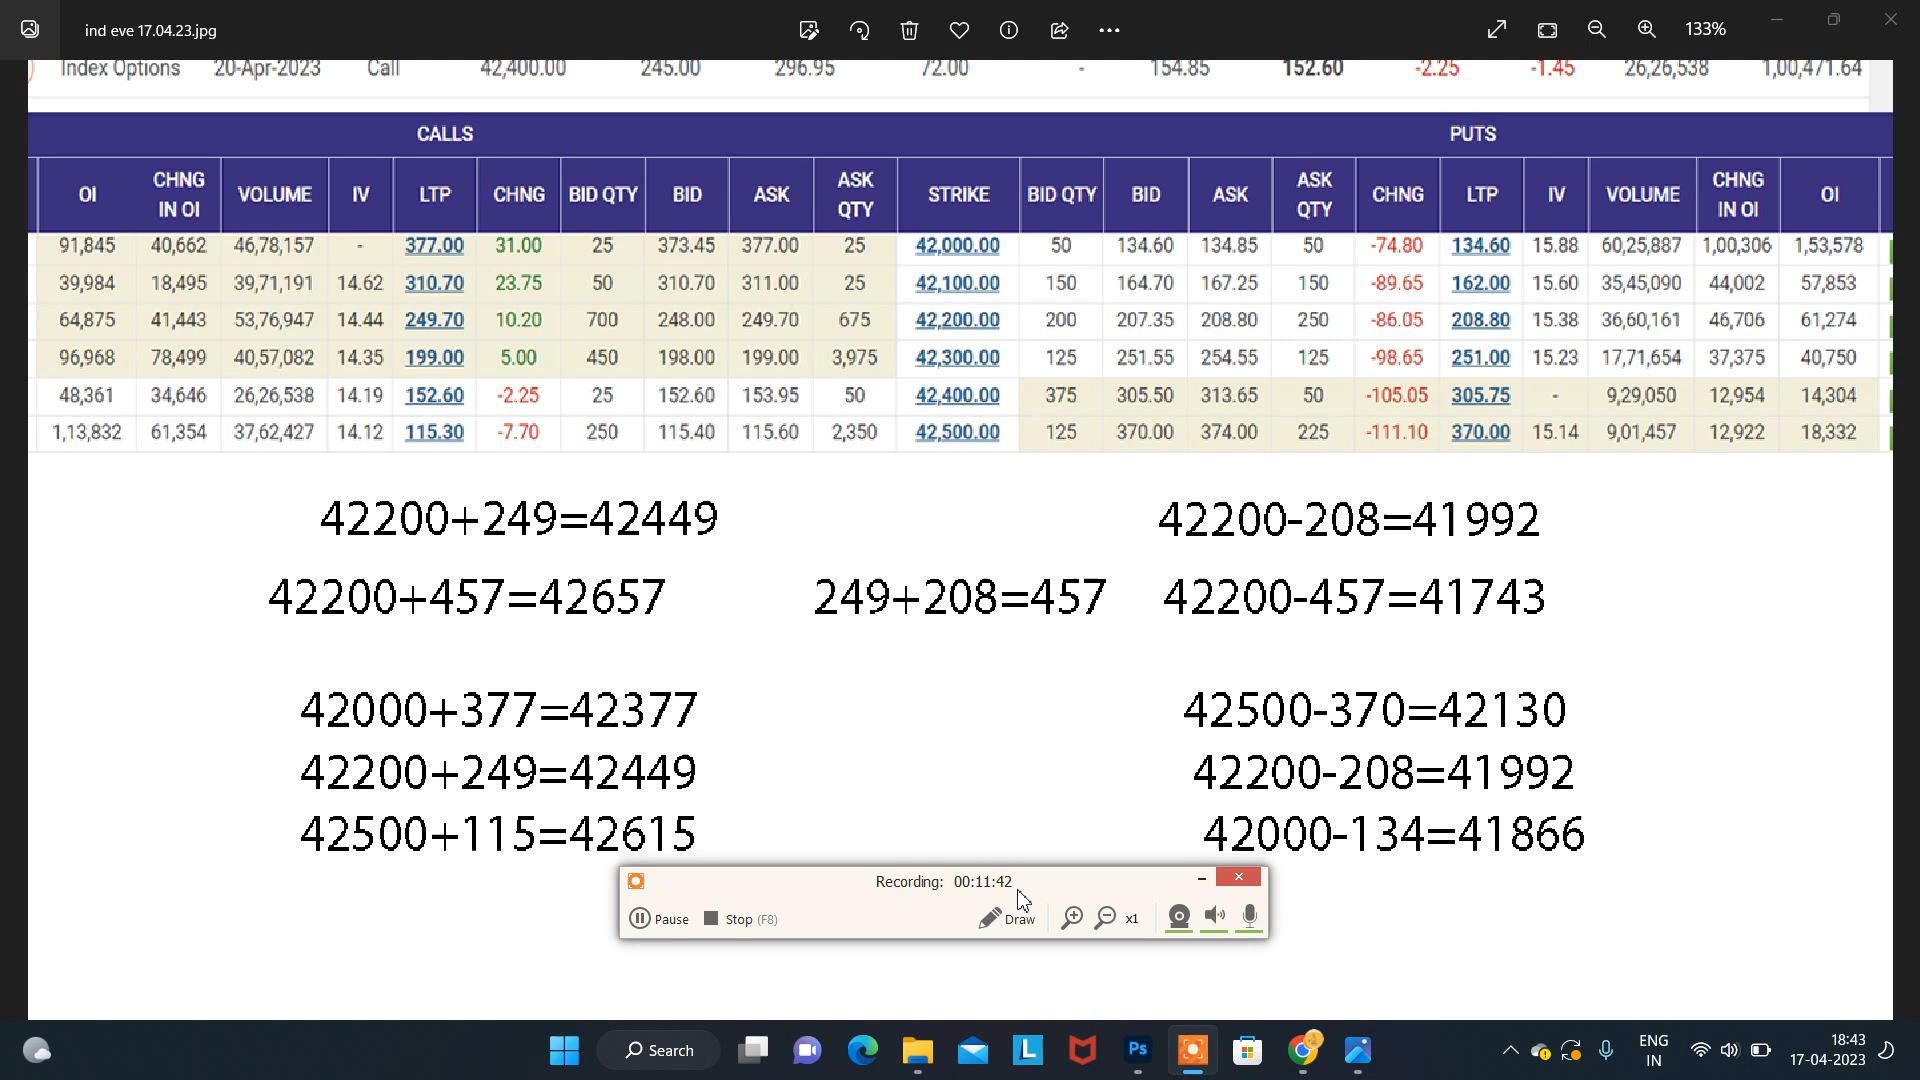 ind eve 17.04.23.jpg
133%
Index Options 20-Apr-2023 Call 42,400.00 245.00 296.95 72.00 - 154.85 152.60 -2.25 -1.45 26,26,538 1,00,471.64
CALLS PUTS
OI CHNG IN OI VOLUME IV LTP CHNG BID QTY BID ASK ASK QTY STRIKE BID QTY BID ASK ASK QTY CHNG LTP IV VOLUME CHNG IN OI OI
91,845 40,662 46,78,157 - 377.00 31.00 25 373.45 377.00 25 42,000.00 50 134.60 134.85 50 -74.80 134.60 15.88 60,25,887 1,00,306 1,53,578
39,984 18,495 39,71,191 14.62 310.70 23.75 50 310.70 311.00 25 42,100.00 150 164.70 167.25 150 -89.65 162.00 15.60 35,45,090 44,002 57,853
64,875 41,443 53,76,947 14.44 249.70 10.20 700 248.00 249.70 675 42,200.00 200 207.35 208.80 250 -86.05 208.80 15.38 36,60,161 46,706 61,274
96,968 78,499 40,57,082 14.35 199.00 5.00 450 198.00 199.00 3,975 42,300.00 125 251.55 254.55 125 -98.65 251.00 15.23 17,71,654 37,375 40,750
48,361 34,646 26,26,538 14.19 152.60 -2.25 25 152.60 153.95 50 42,400.00 375 305.50 313.65 50 -105.05 305.75 - 9,29,050 12,954 14,304
1,13,832 61,354 37,62,427 14.12 115.30 -7.70 250 115.40 115.60 2,350 42,500.00 125 370.00 374.00 225 -111.10 370.00 15.14 9,01,457 12,922 18,332
42200+249=42449 42200-208=41992
42200+457=42657 249+208=457 42200-457=41743
42000+377=42377 42500-370=42130
42200+249=42449 42200-208=41992
42500+115=42615 42000-134=41866
Recording: 00:11:42
Pause Stop (F8) Draw x1
Search Ps L ENG IN 18:43
17-04-2023